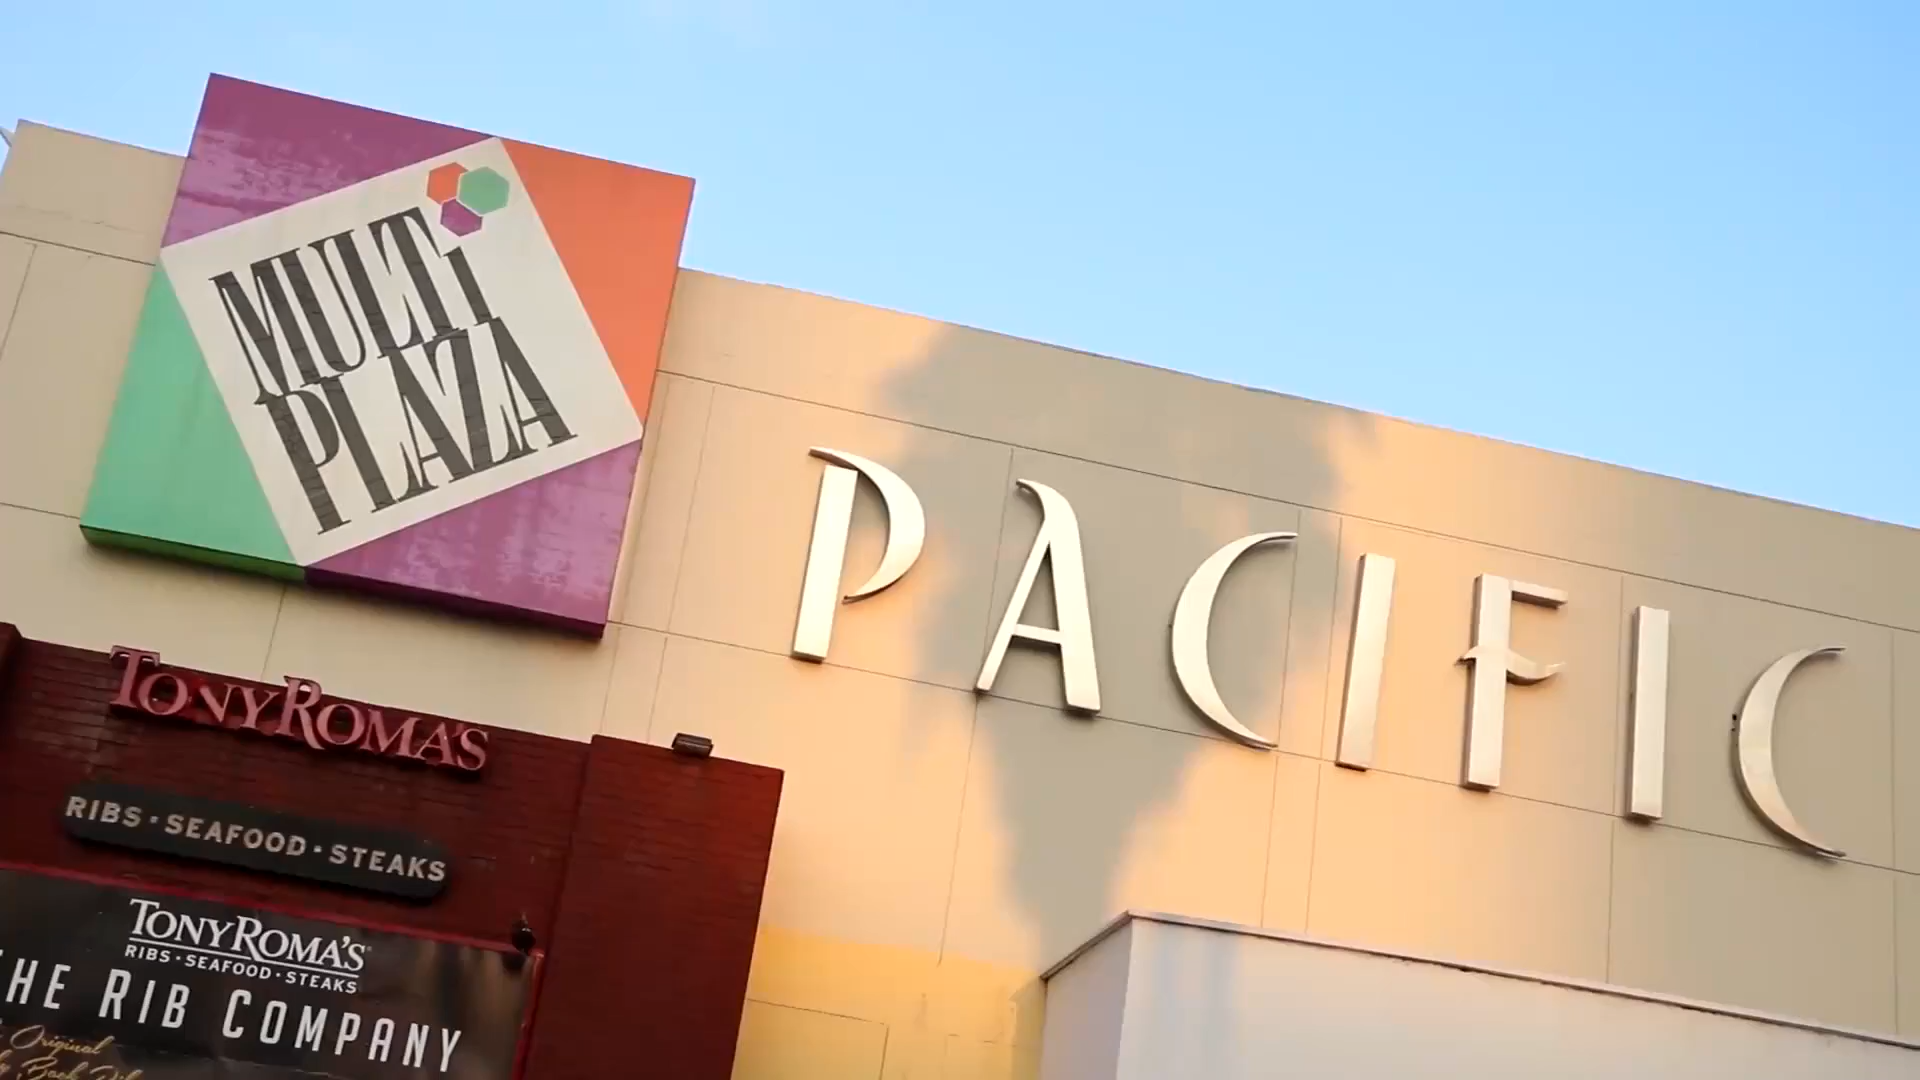 MULTi
PLAZA
PACIFIC
TONY ROMA'S
RIBS · SEAFOOD · STEAKS
TONY ROMA'S
RIBS · SEAFOOD · STEAKS
HE RIB COMPANY
Original